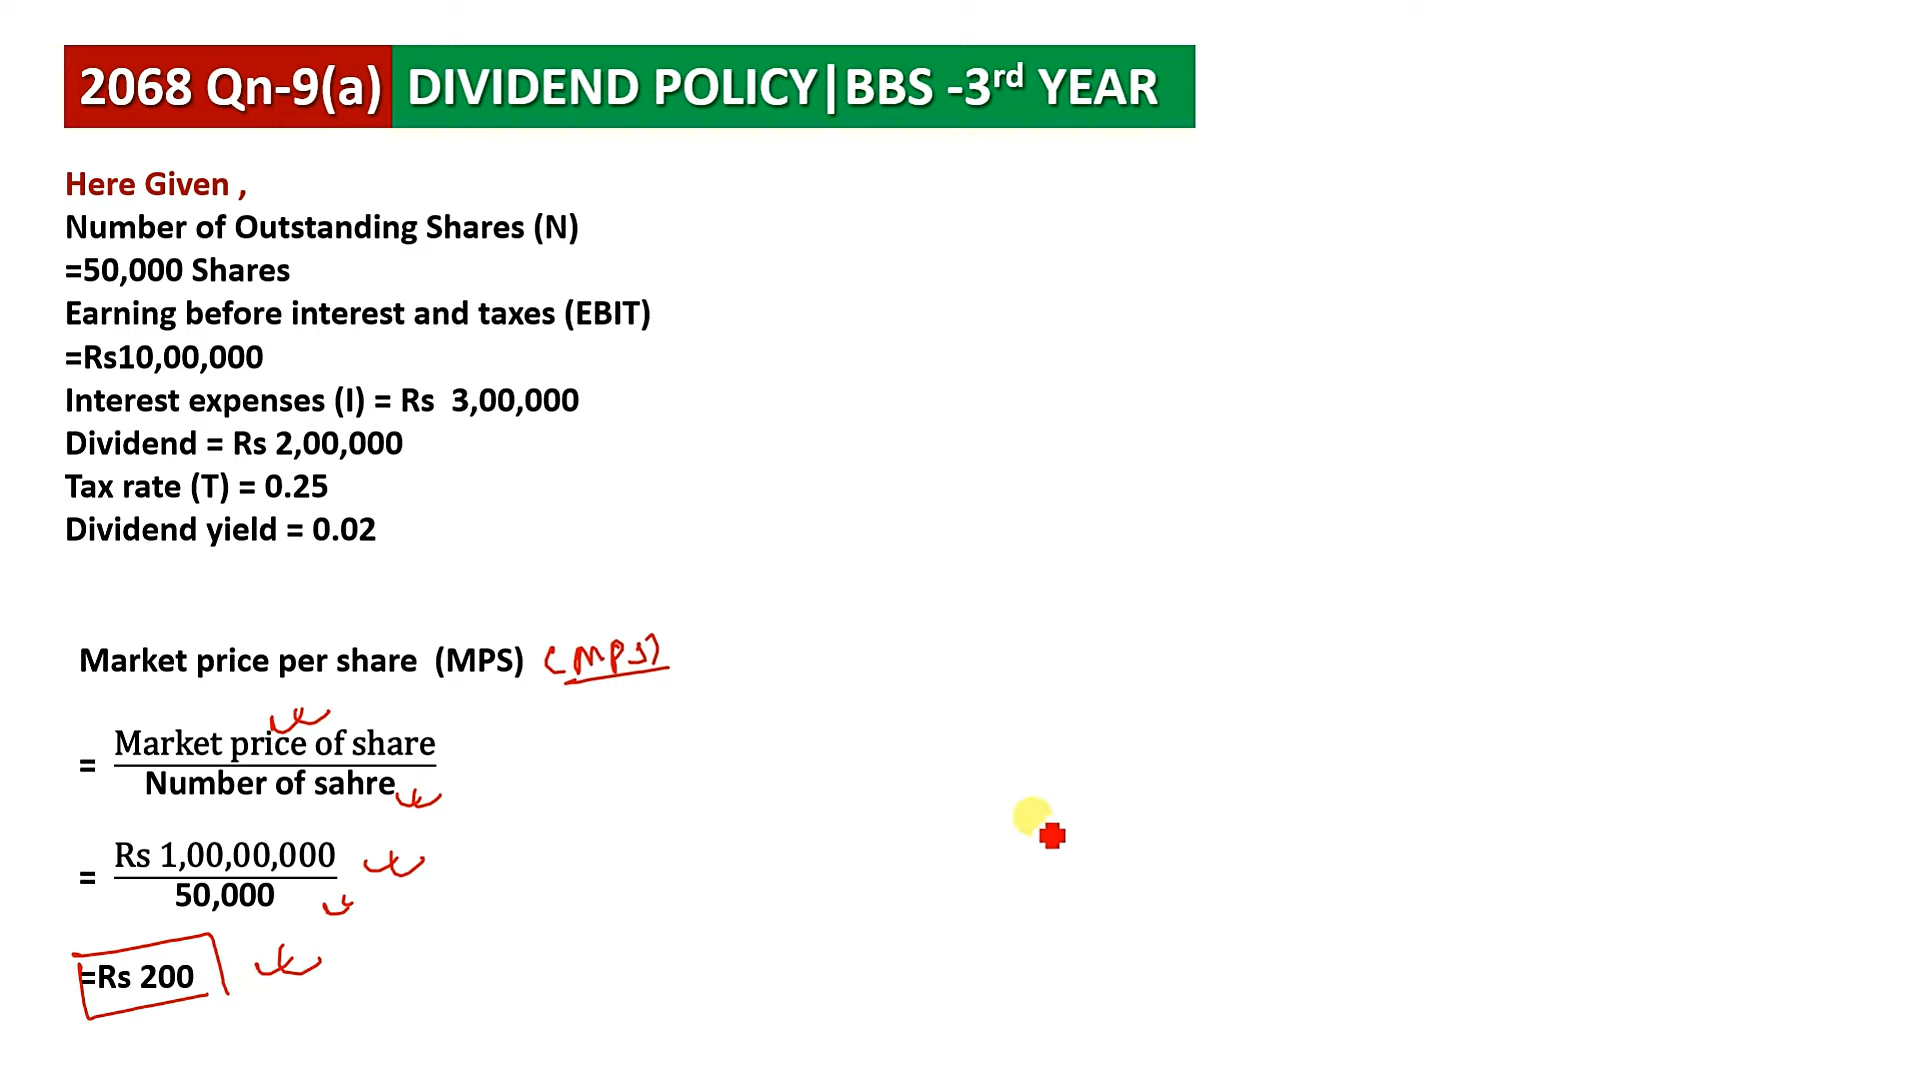 2068 Qn-9(a) DIVIDEND POLICY|BBS -3rd YEAR
Here Given ,
Number of Outstanding Shares (N)
=50,000 Shares
Earning before interest and taxes (EBIT)
=Rs10,00,000
Interest expenses (I) = Rs 3,00,000
Dividend = Rs 2,00,000
Tax rate (T) = 0.25
Dividend yield = 0.02
Market price per share (MPS) (MPS)
Market price of share
=
Number of sahre
Rs 1,00,00,000
=
50,000
=Rs 200